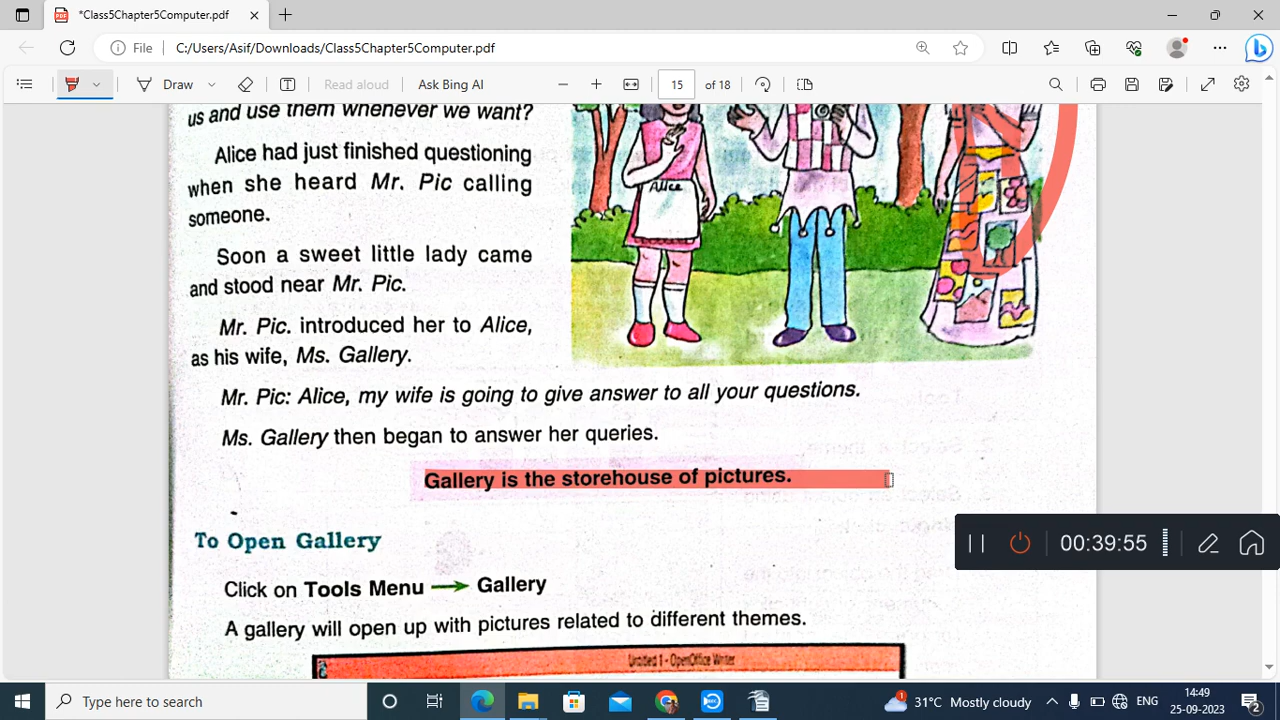 *Class5Chapter5Computer.pdf
File
C:/Users/Asif/Downloads/Class5Chapter5Computer.pdf
Draw
Read aloud
Ask Bing AI
15 of 18
us and use them whenever we want?
Alice had just finished questioning
when she heard Mr. Pic calling
someone.
Soon a sweet little lady came
and stood near Mr. Pic.
Mr. Pic. introduced her to Alice,
as his wife, Ms. Gallery.
Alice
Mr. Pic: Alice, my wife is going to give answer to all your questions.
Ms. Gallery then began to answer her queries.
Gallery is the storehouse of pictures.
00:39:55
To Open Gallery
Click on Tools Menu → Gallery
A gallery will open up with pictures related to different themes.
Untitled 1 - OpenOffice Writer
Type here to search
1
31°C Mostly cloudy
ENG
14:49
25-09-2023
2